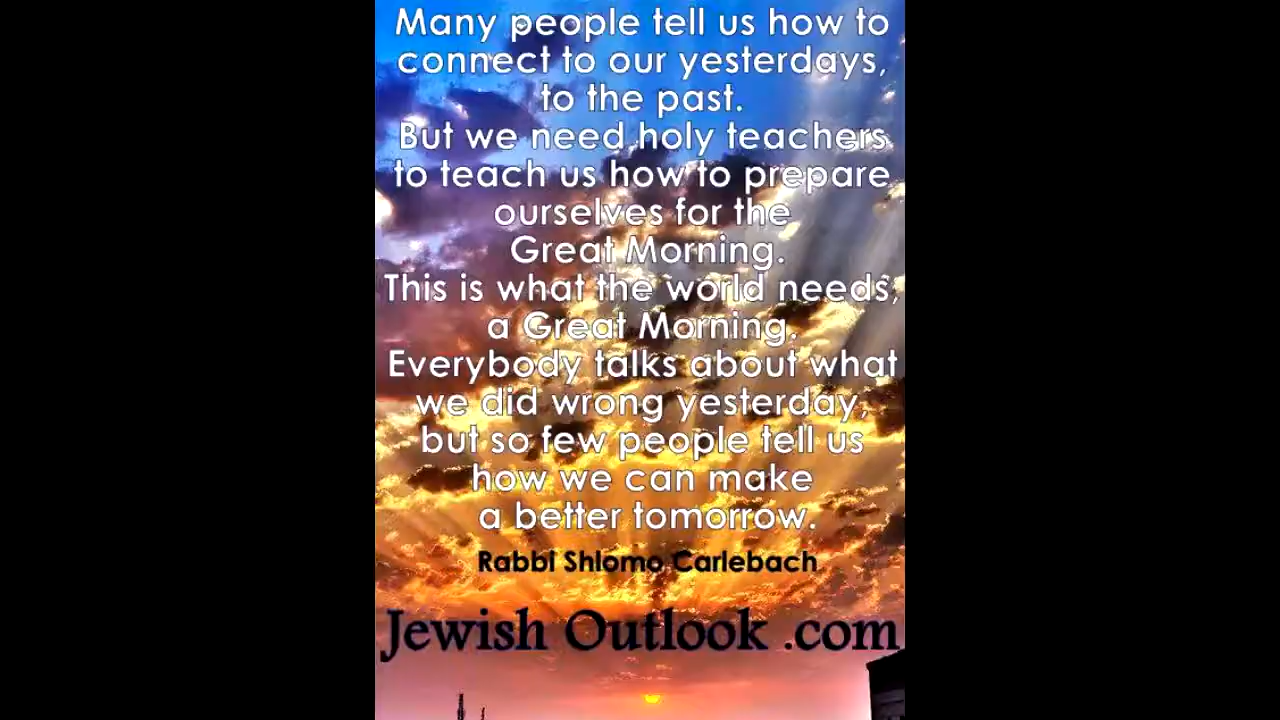 Many people tell us how to
connect to our yesterdays,
to the past.
But we need holy teachers
to teach us how to prepare
ourselves for the
Great Morning.
This is what the world needs,
a Great Morning.
Everybody talks about what
we did wrong yesterday,
but so few people tell us
how we can make
a better tomorrow.
Rabbi Shlomo Carlebach
Jewish Outlook .com